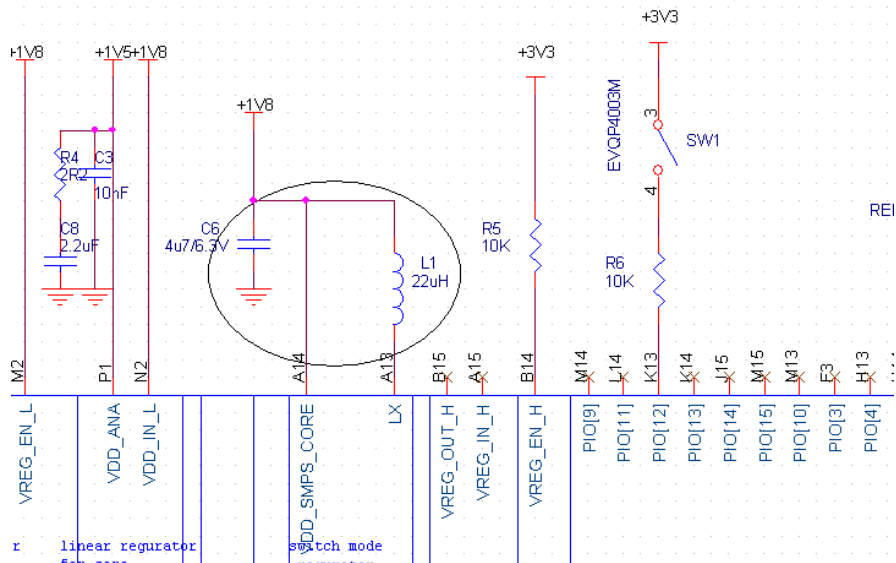 +3V3
+1V8
+1V5
+1V8
+3V3
+1V8
EVQP4003M
3
SW1
4
R4
2R2
C3
10nF
C8
2.2uF
C6
4u7/6.3V
L1
22uH
R5
10K
R6
10K
M2
P1
N2
A14
A13
B15
A15
B14
M14
L14
K13
K14
J15
M15
M13
F3
H13
VREG_EN_L
VDD_ANA
VDD_IN_L
VDD_SMPS_CORE
LX
VREG_OUT_H
VREG_IN_H
VREG_EN_H
PIO[9]
PIO[11]
PIO[12]
PIO[13]
PIO[14]
PIO[15]
PIO[10]
PIO[3]
PIO[4]
r linear regurator switch mode
for core